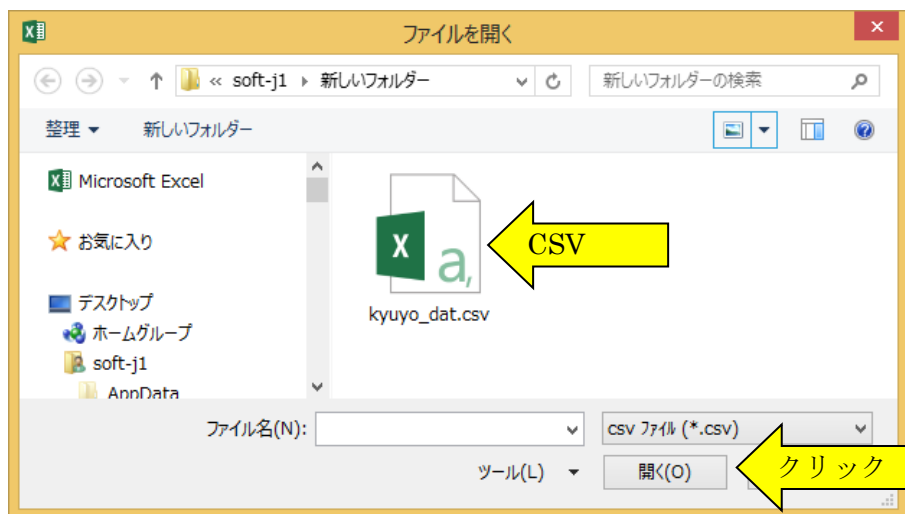 ファイルを開く
« soft-j1 ▸ 新しいフォルダー
新しいフォルダーの検索
整理 ▼ 新しいフォルダー
Microsoft Excel
お気に入り
デスクトップ
ホームグループ
soft-j1
AppData
CSV
kyuyo_dat.csv
ファイル名(N):
csv ファイル (*.csv)
ツール(L) ▼
開く(O)
クリック